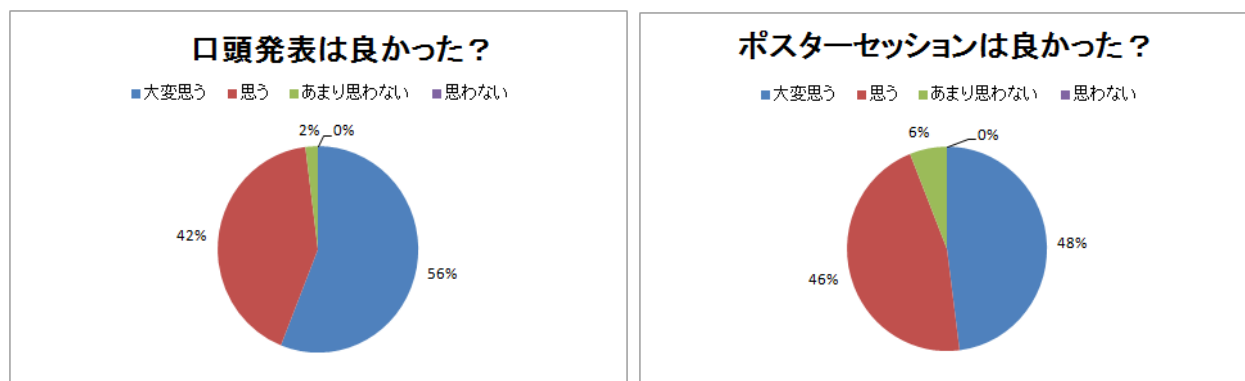 口頭発表は良かった？
大変思う 思う あまり思わない 思わない
2% 0%
42%
56%
ポスターセッションは良かった？
大変思う 思う あまり思わない 思わない
6% 0%
48%
46%